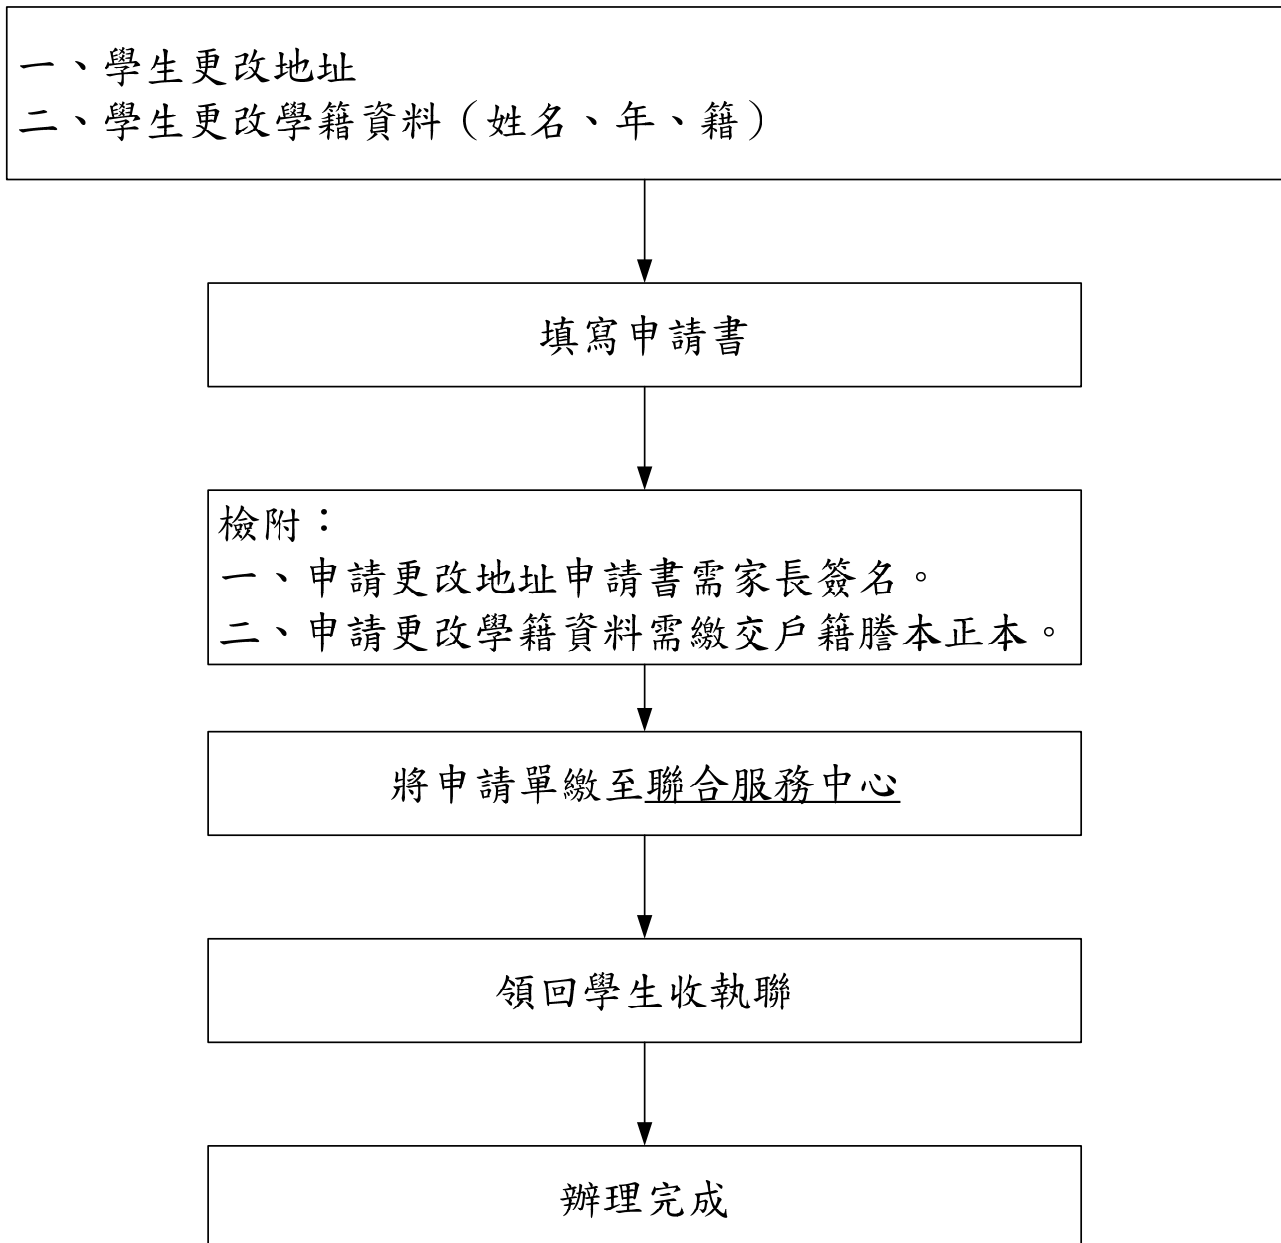 一、學生更改地址
二、學生更改學籍資料（姓名、年、籍）
填寫申請書
檢附：
一、申請更改地址申請書需家長簽名。
二、申請更改學籍資料需繳交戶籍謄本正本。
將申請單繳至聯合服務中心
領回學生收執聯
辦理完成